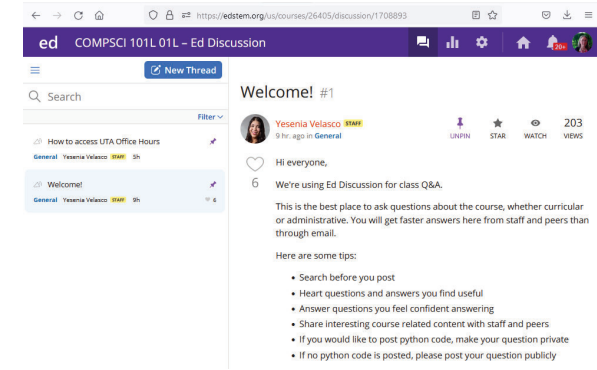 https://edstem.org/us/courses/26405/discussion/1708893
ed COMPSCI 101L 01L – Ed Discussion
20+
New Thread
Search
Filter
How to access UTA Office Hours
General Yesenia Velasco STAFF 5h
Welcome!
General Yesenia Velasco STAFF 9h 6
Welcome! #1
Yesenia Velasco STAFF
9 hr. ago in General
UNPIN STAR WATCH 203 VIEWS
6
Hi everyone,
We're using Ed Discussion for class Q&A.
This is the best place to ask questions about the course, whether curricular
or administrative. You will get faster answers here from staff and peers than
through email.
Here are some tips:
• Search before you post
• Heart questions and answers you find useful
• Answer questions you feel confident answering
• Share interesting course related content with staff and peers
• If you would like to post python code, make your question private
• If no python code is posted, please post your question publicly